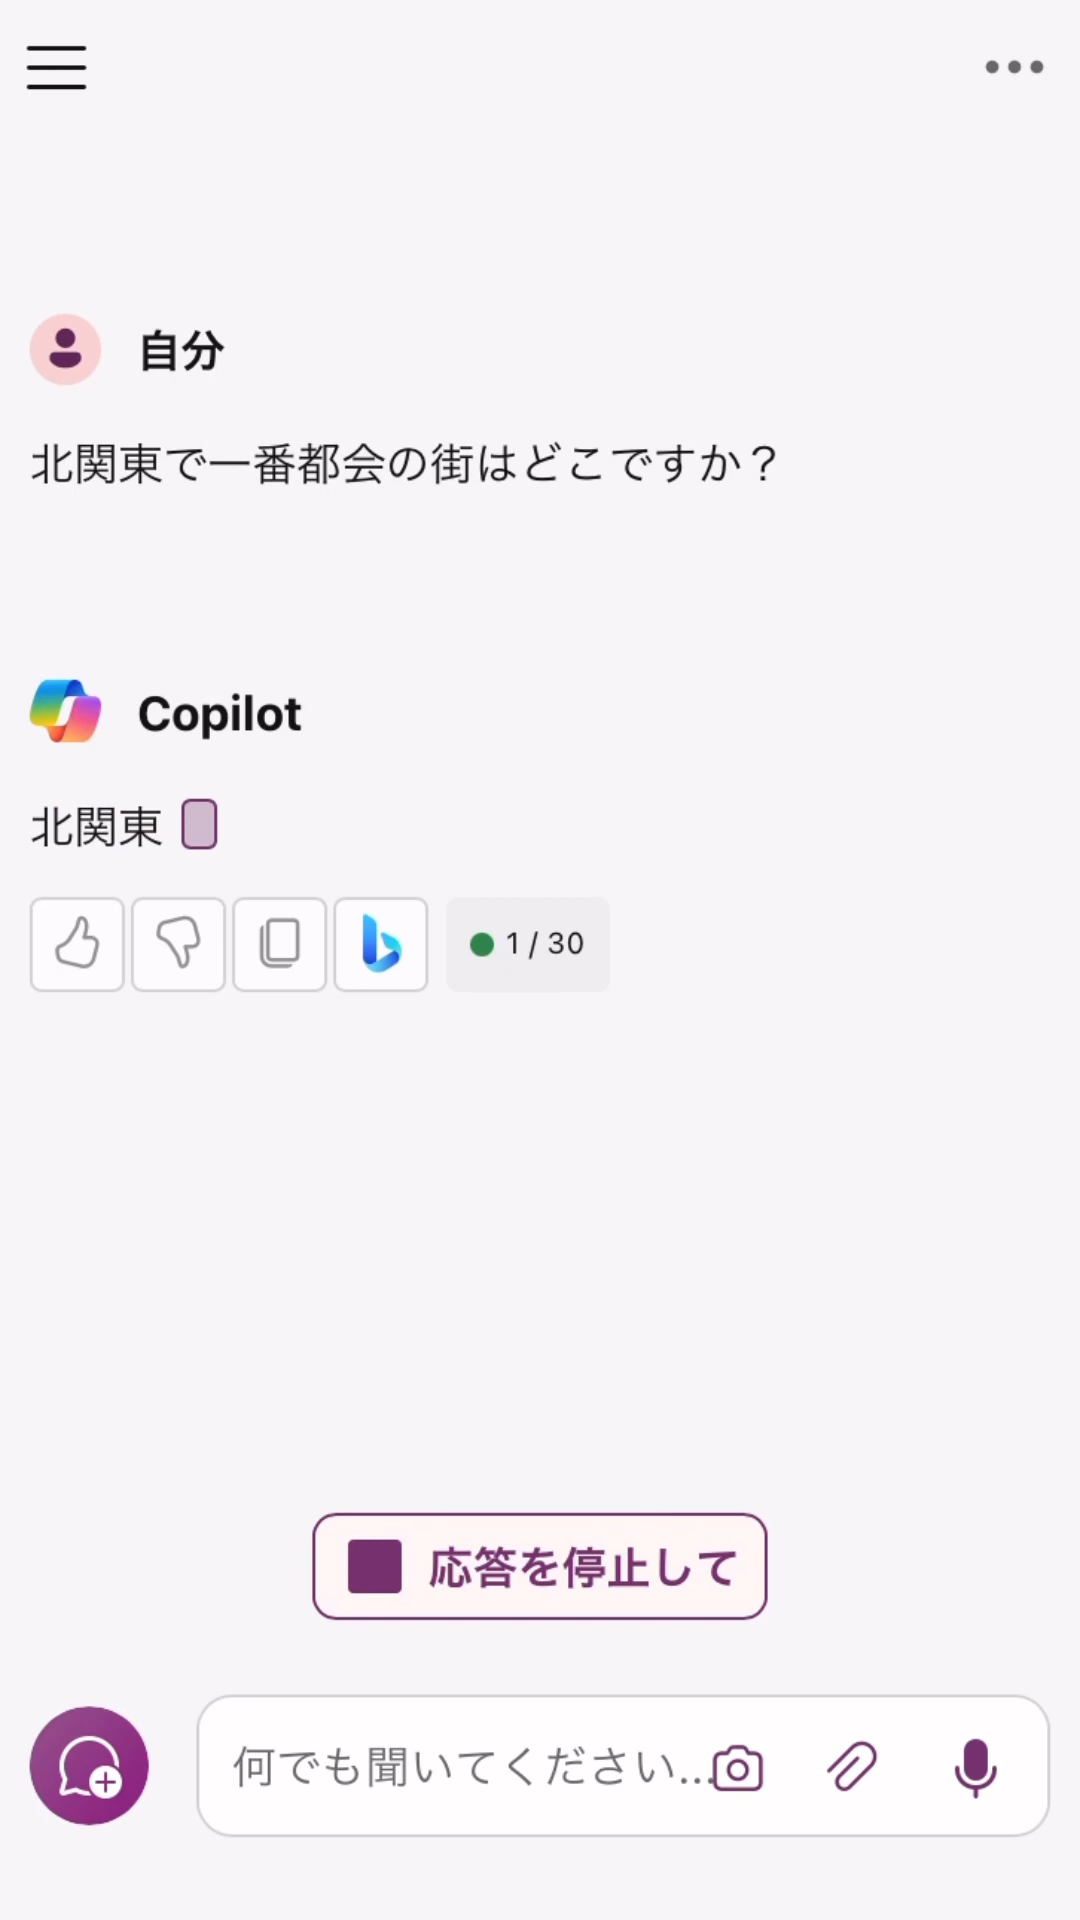 自分
北関東で一番都会の街はどこですか？
Copilot
北関東
1 / 30
応答を停止して
何でも聞いてください...